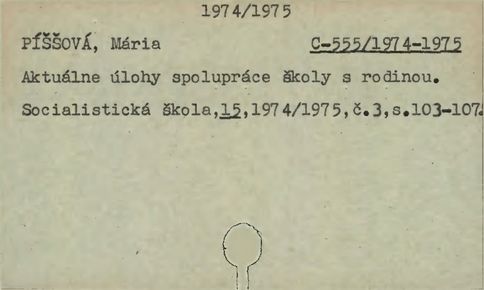 1974/1975
PÍŠŠOVÁ, Mária C-555/1974-1975
Aktuálne úlohy spolupráce školy s rodinou.
Socialistická škola,15,1974/1975,č.3,s.103-107.